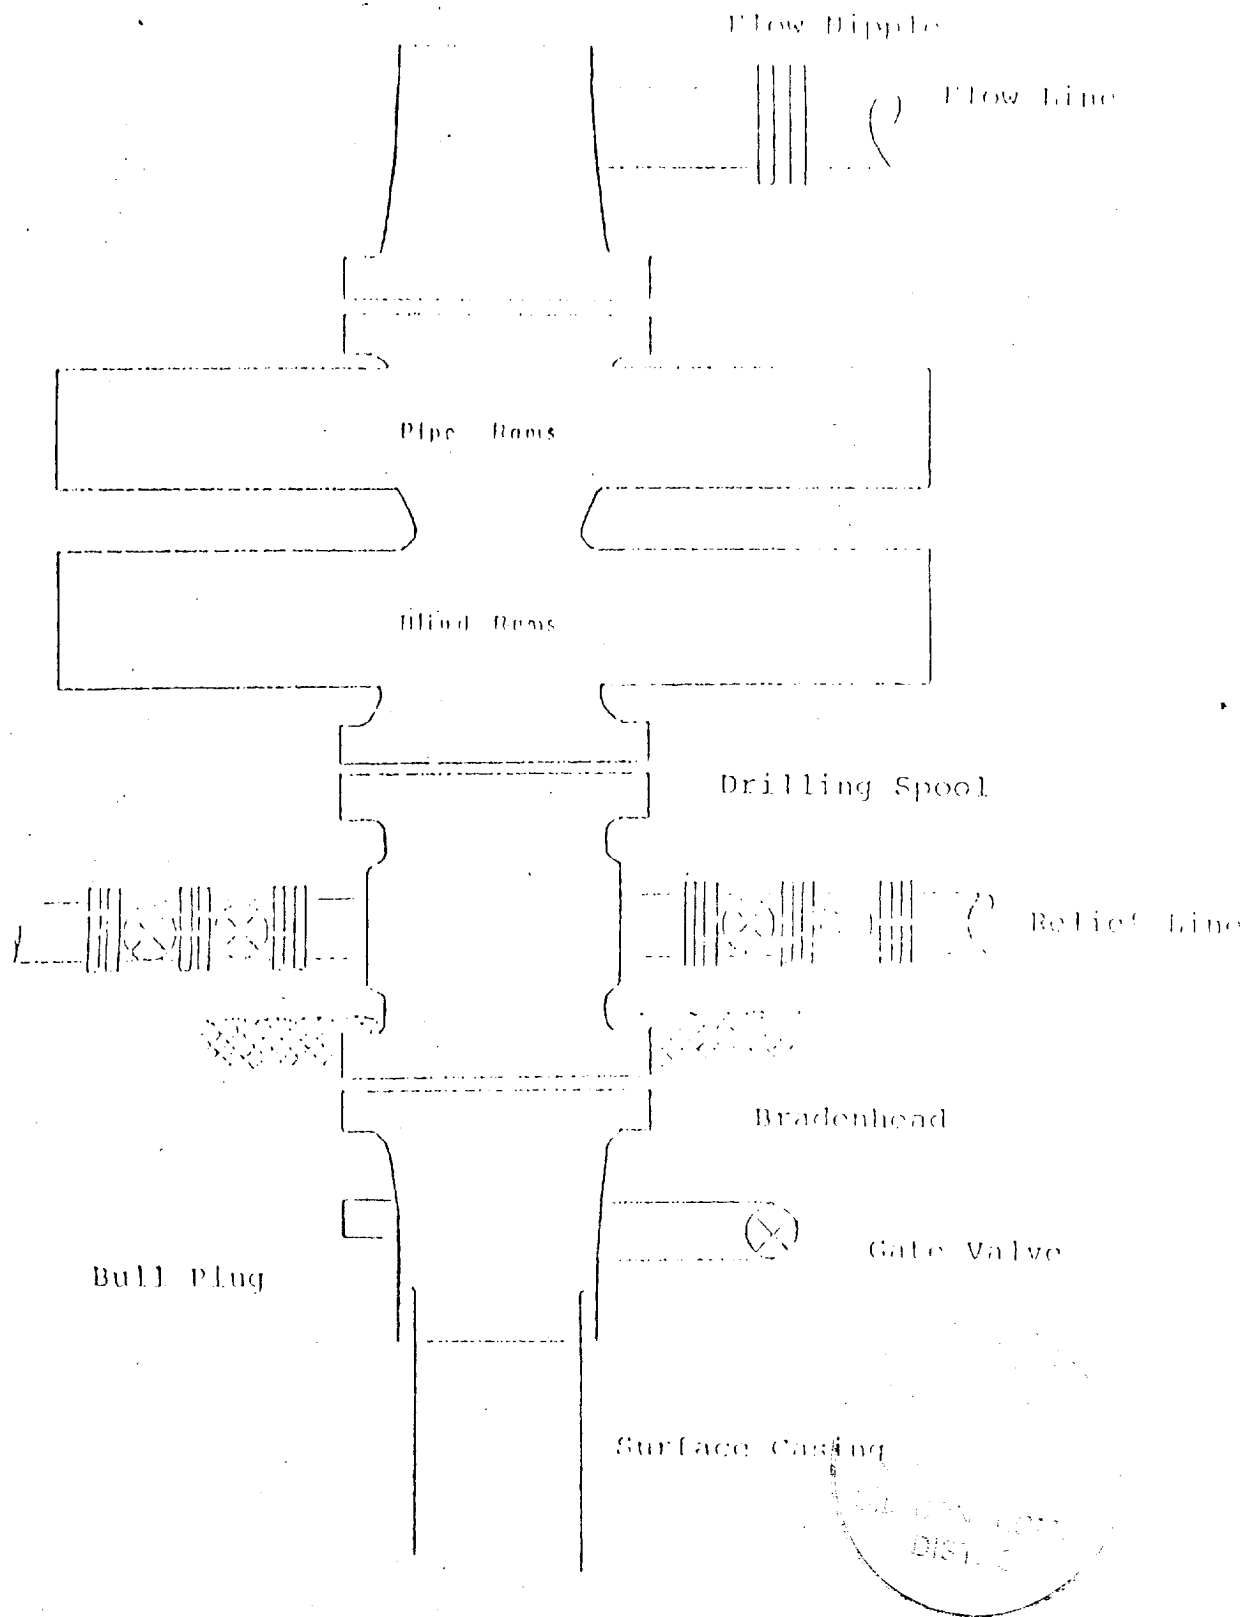 Flow Nipple
Flow Line
Pipe Rams
Blind Rams
Drilling Spool
Relief Line
Bradenhead
Gate Valve
Bull Plug
Surface Casing
DIST.